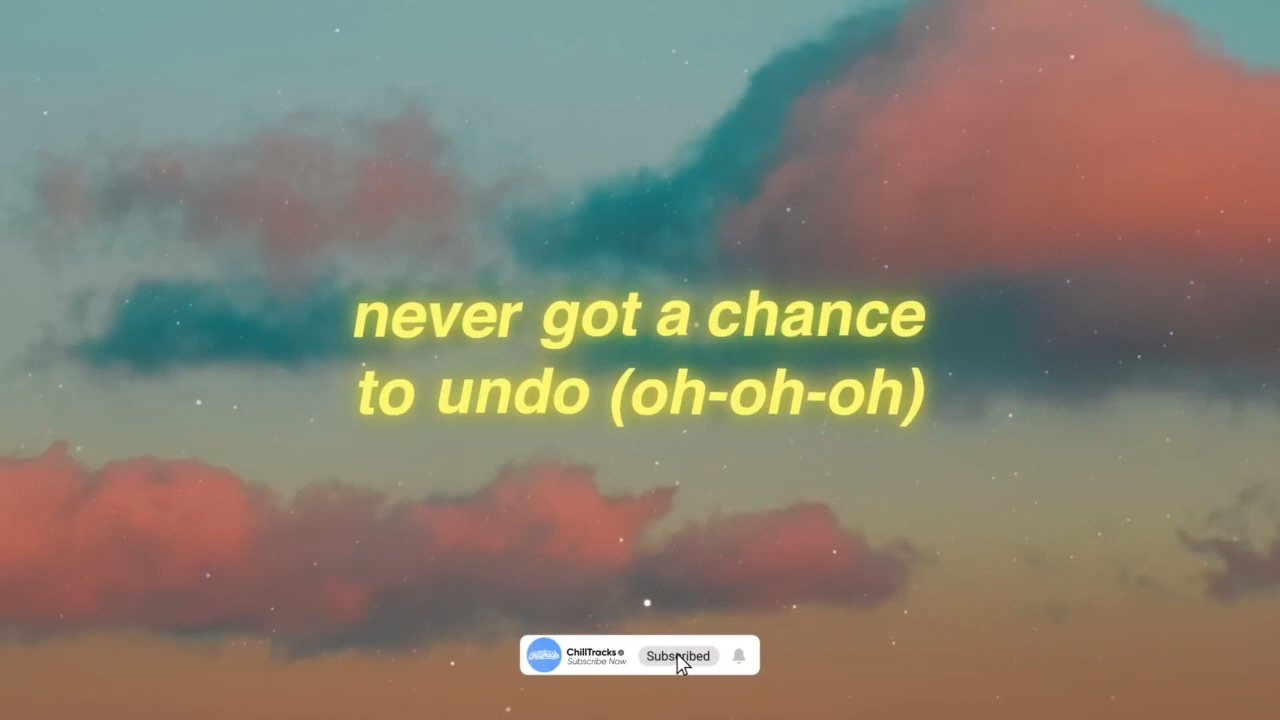 never got a chance
to undo (oh-oh-oh)
ChillTracks
Subscribe Now
Subscribed